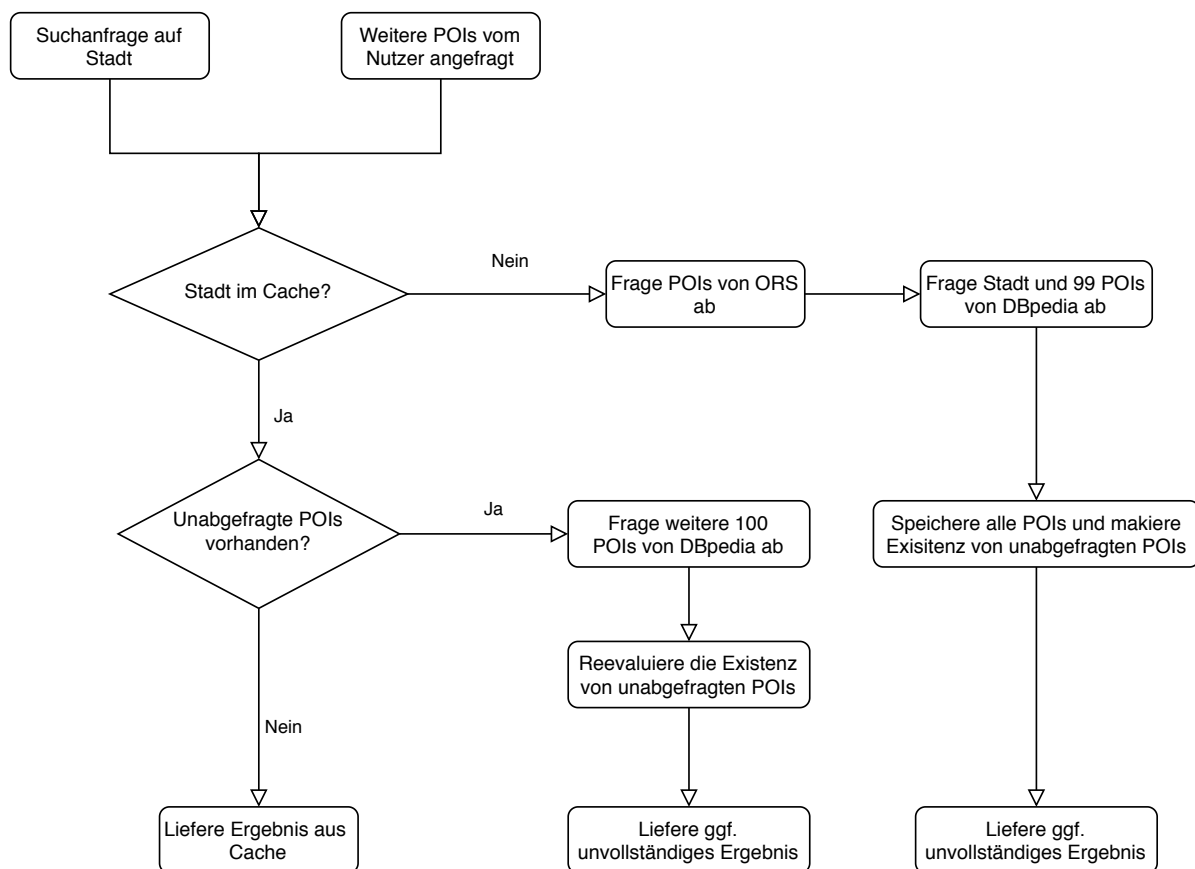 Suchanfrage auf
Stadt
Weitere POIs vom
Nutzer angefragt
Stadt im Cache?
Nein
Frage POIs von ORS
ab
Frage Stadt und 99 POIs
von DBpedia ab
Ja
Unabgefragte POIs
vorhanden?
Ja
Frage weitere 100
POIs von DBpedia ab
Speichere alle POIs und makiere
Exisitenz von unabgefragten POIs
Reevaluiere die Existenz
von unabgefragten POIs
Nein
Liefere Ergebnis aus
Cache
Liefere ggf.
unvollständiges Ergebnis
Liefere ggf.
unvollständiges Ergebnis